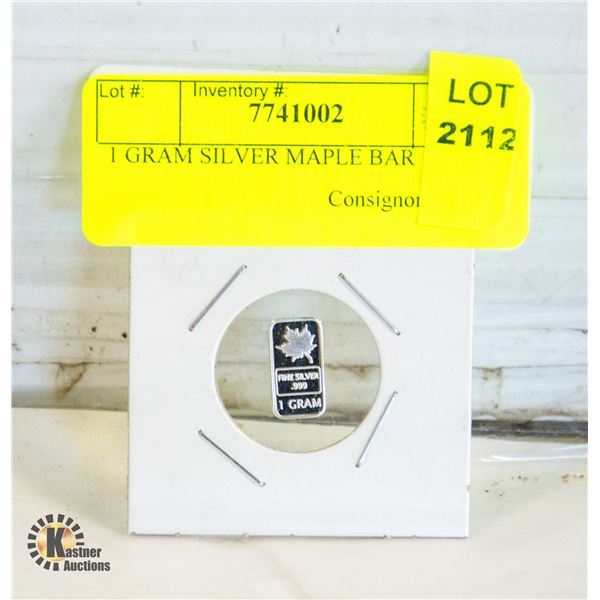 Lot #:
Inventory #:
7741002
LOT
2112
1 GRAM SILVER MAPLE BAR
Consignor
FINE SILVER
.999
1 GRAM
Kastner
Auctions